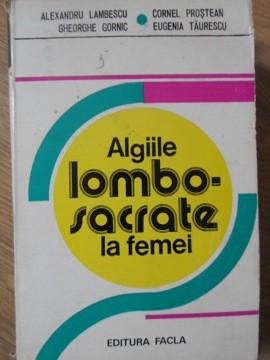 ALEXANDRU LAMBESCU
GHEORGHE GORNIC
CORNEL PROȘTEAN
EUGENIA TĂURESCU
Algiile
lombo-
sacrate
la femei
EDITURA FACLA